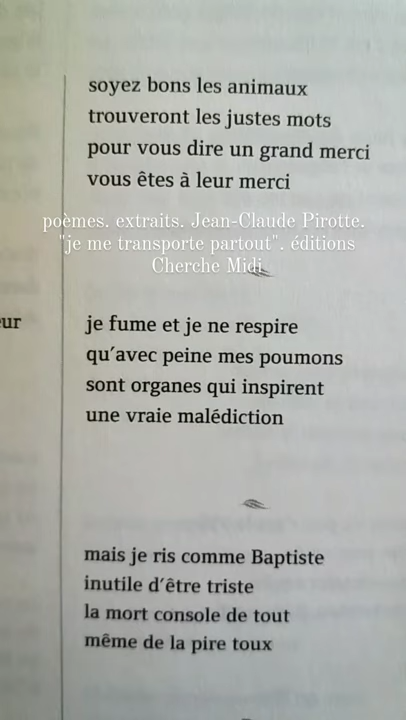 soyez bons les animaux
trouveront les justes mots
pour vous dire un grand merci
vous êtes à leur merci
poèmes. extraits. Jean-Claude Pirotte.
"je me transporte partout". éditions
Cherche Midi
ur
je fume et je ne respire
qu'avec peine mes poumons
sont organes qui inspirent
une vraie malédiction
mais je ris comme Baptiste
inutile d'être triste
la mort console de tout
même de la pire toux